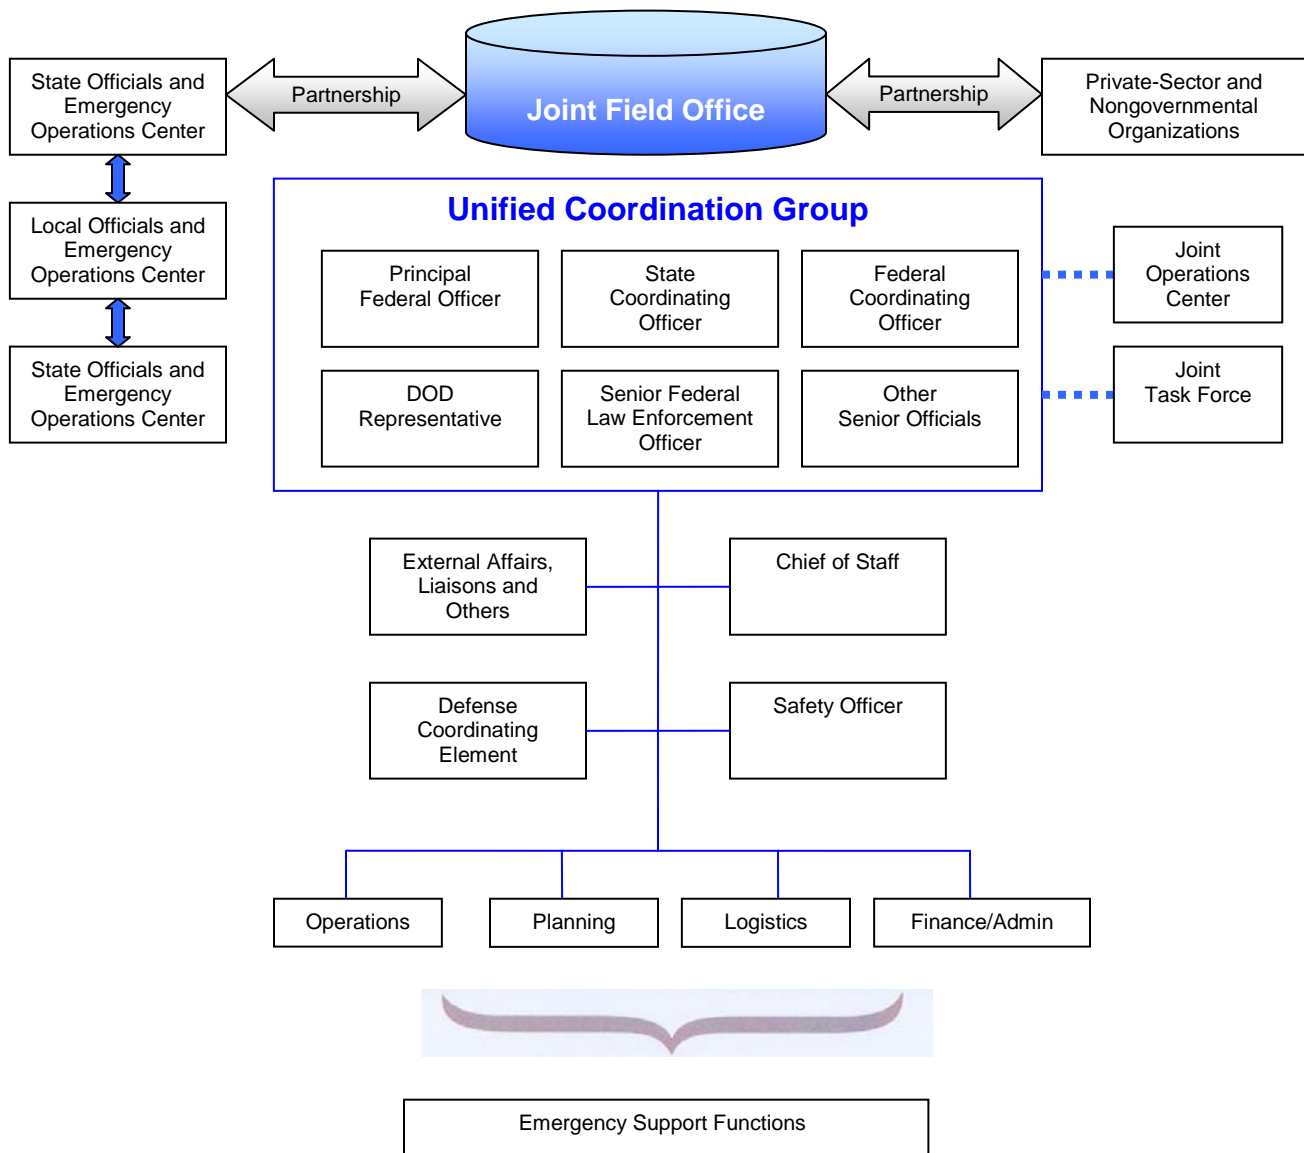 State Officials and
Emergency
Operations Center
Partnership
Joint Field Office
Partnership
Private-Sector and
Nongovernmental
Organizations
Local Officials and
Emergency
Operations Center
State Officials and
Emergency
Operations Center
Unified Coordination Group
Principal
Federal Officer
State
Coordinating
Officer
Federal
Coordinating
Officer
DOD
Representative
Senior Federal
Law Enforcement
Officer
Other
Senior Officials
Joint
Operations
Center
Joint
Task Force
External Affairs,
Liaisons and
Others
Chief of Staff
Defense
Coordinating
Element
Safety Officer
Operations
Planning
Logistics
Finance/Admin
Emergency Support Functions